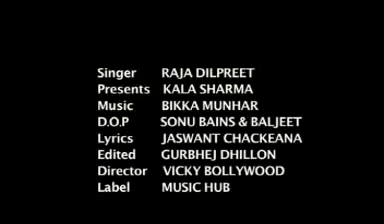 Singer RAJA DILPREET
Presents KALA SHARMA
Music BIKKA MUNHAR
D.O.P SONU BAINS & BALJEET
Lyrics JASWANT CHACKEANA
Edited GURBHEJ DHILLON
Director VICKY BOLLYWOOD
Label MUSIC HUB